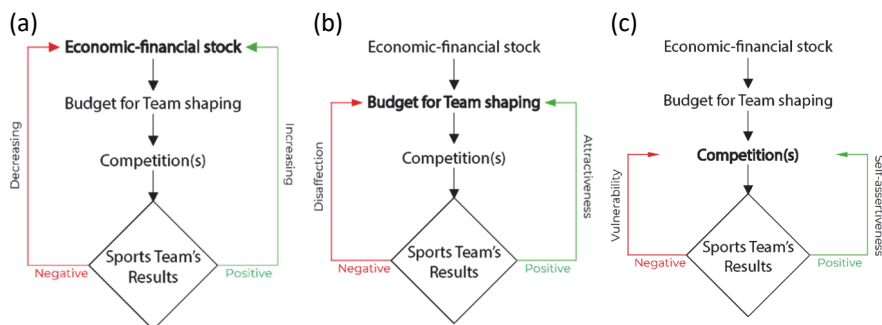 (a)
Economic-financial stock
Budget for Team shaping
Competition(s)
Sports Team's
Results
Decreasing
Increasing
Negative
Positive
(b)
Economic-financial stock
Budget for Team shaping
Competition(s)
Sports Team's
Results
Disaffection
Attractiveness
Negative
Positive
(c)
Economic-financial stock
Budget for Team shaping
Competition(s)
Sports Team's
Results
Vulnerability
Self-assertiveness
Negative
Positive